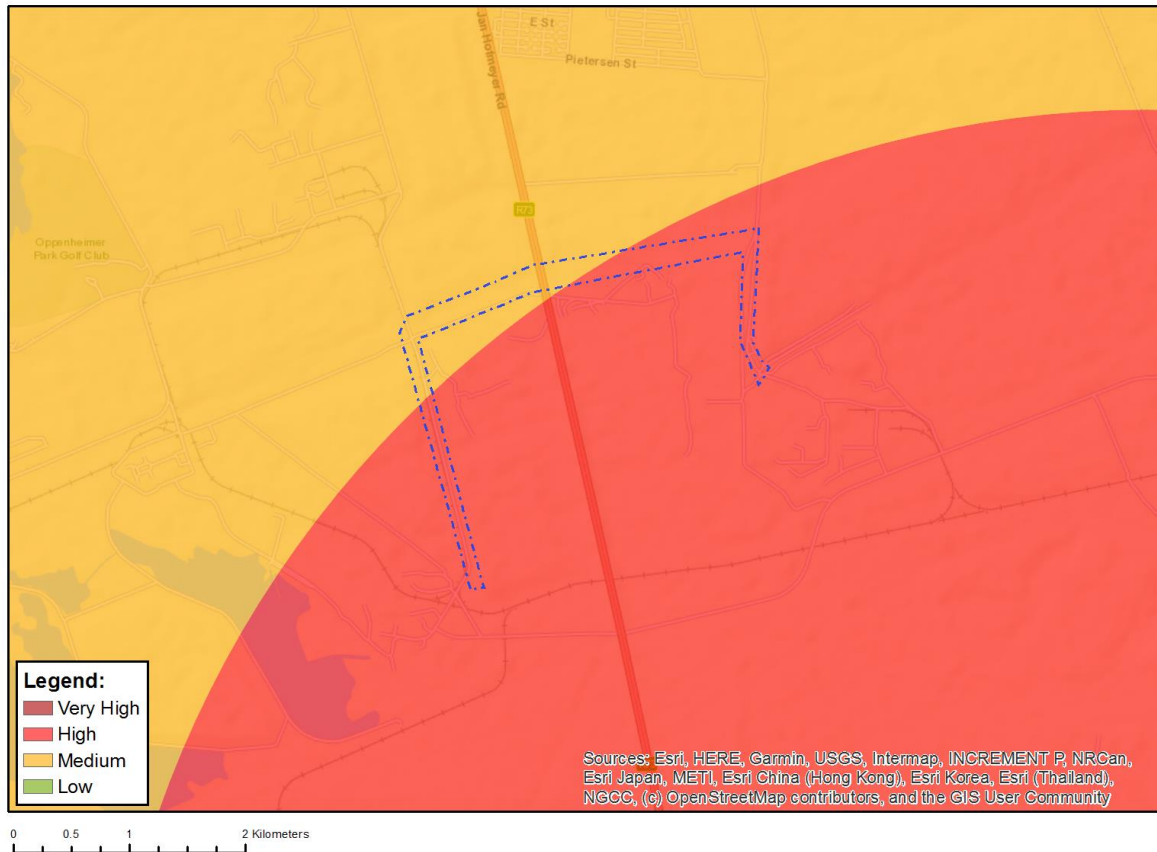 E St
Pietersen St
Jan Hofmeyer Rd
R73
Oppenheimer
Park Golf Club
Legend:
Very High
High
Medium
Low
Sources: Esri, HERE, Garmin, USGS, Intermap, INCREMENT P, NRCan,
Esri Japan, METI, Esri China (Hong Kong), Esri Korea, Esri (Thailand),
NGCC, (c) OpenStreetMap contributors, and the GIS User Community
0 0.5 1 2 Kilometers